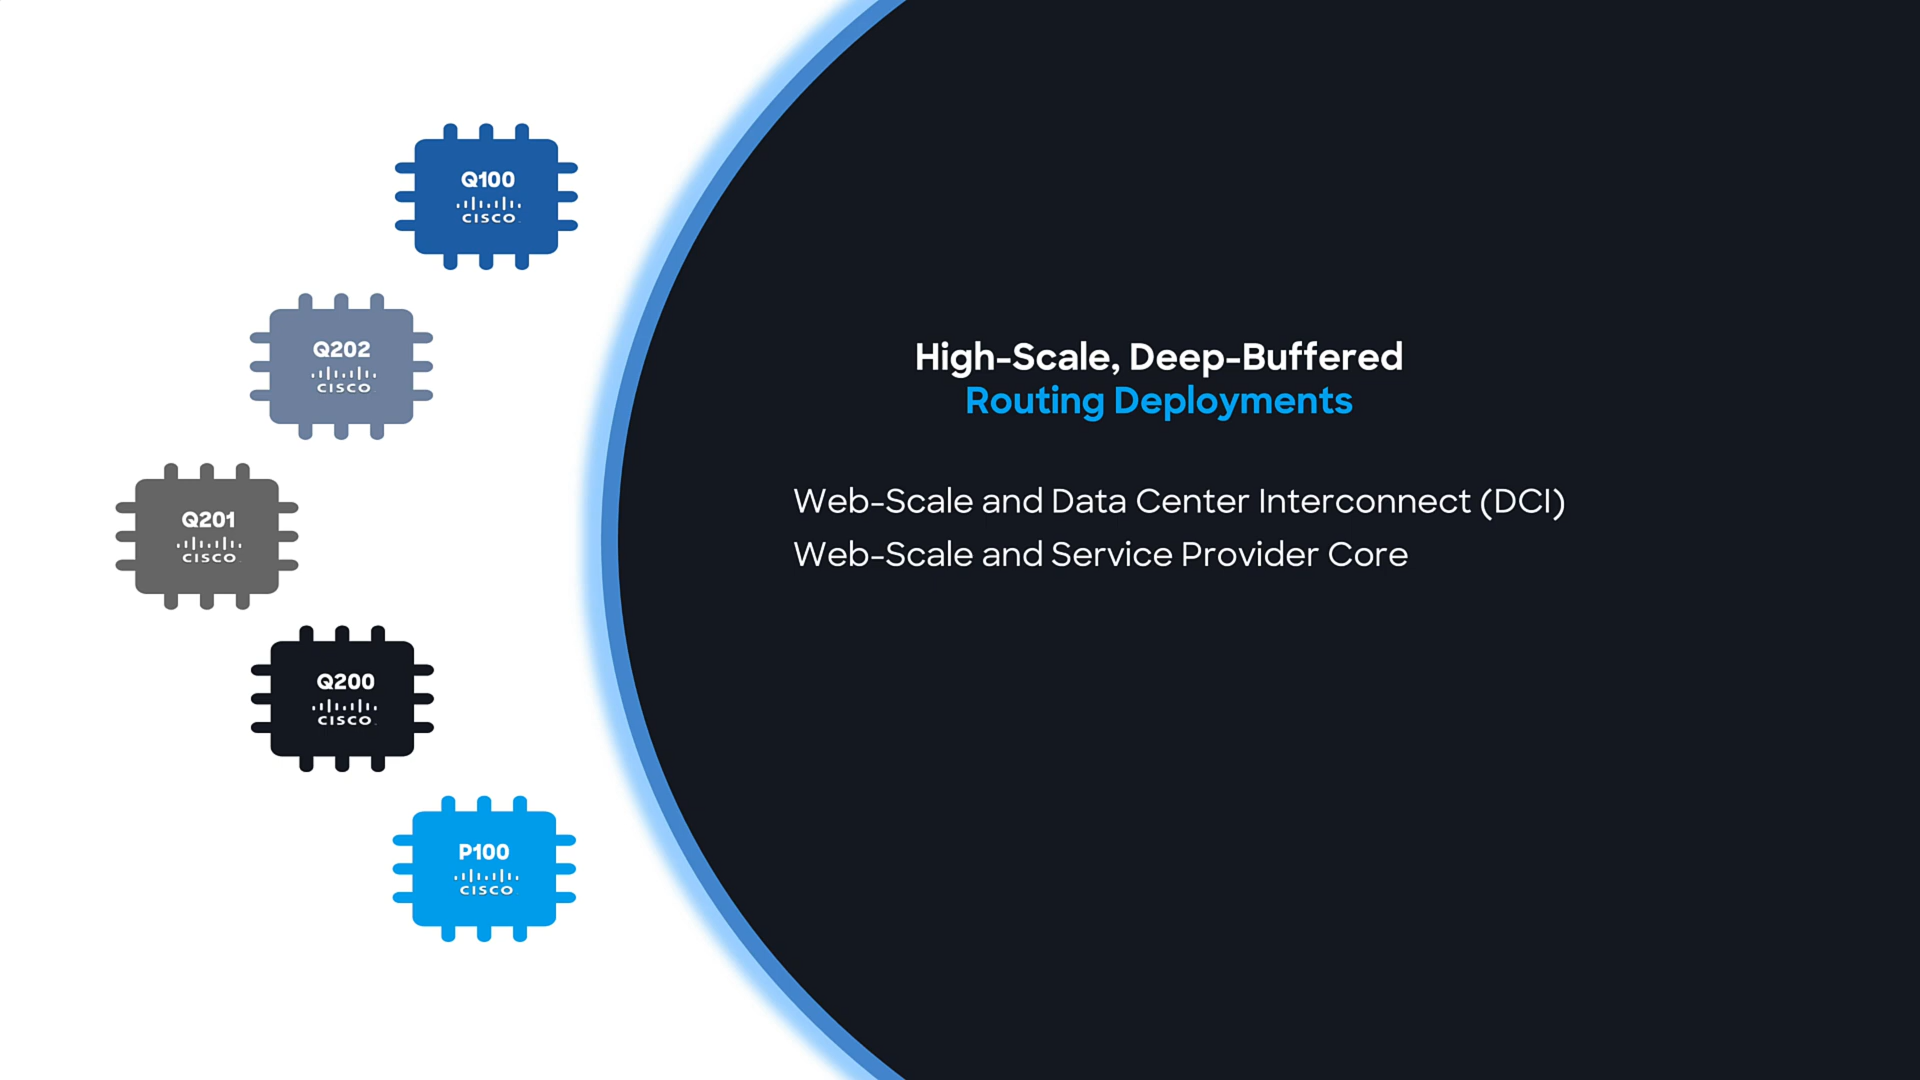 Q100
CISCO
Q202
CISCO
Q201
CISCO
Q200
CISCO
P100
CISCO
High-Scale, Deep-Buffered
Routing Deployments
Web-Scale and Data Center Interconnect (DCI)
Web-Scale and Service Provider Core